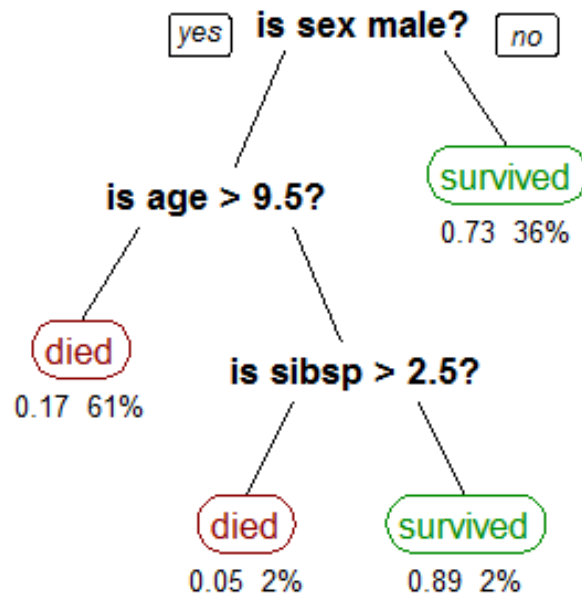 yes is sex male? no
survived
is age > 9.5?
0.73 36%
died
is sibsp > 2.5?
0.17 61%
died survived
0.05 2% 0.89 2%